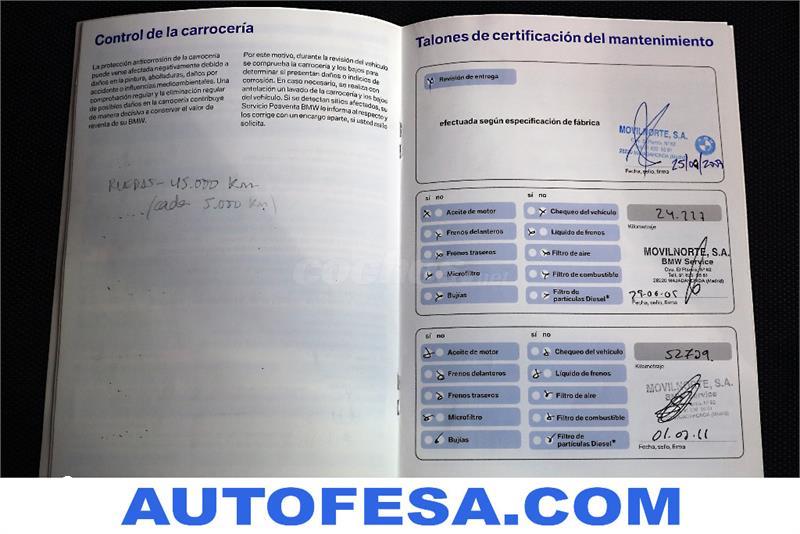 Control de la carrocería
La protección anticorrosión de la carrocería
puede verse afectada negativamente debido a
daños en la pintura, abolladuras, daños por
accidente o influencias medioambientales. Una
comprobación regular y la eliminación regular
de posibles daños en la carrocería contribuye
de manera decisiva a conservar el valor de
reventa de su BMW.
Por este motivo, durante la revisión del vehículo
se comprueba la carrocería y los bajos para
determinar si presentan daños o indicios de
corrosión. En caso necesario, se realiza con
antelación un lavado de la carrocería y los bajos
del vehículo. Si se detectan sitios afectados, su
Servicio Posventa BMW lo informa al respecto y
los corrige con un encargo aparte, si usted así lo
solicita.
RUEDAS - 45.000 Km
(cada 5.000 Km)
Talones de certificación del mantenimiento
Revisión de entrega
efectuada según especificación de fábrica
MOVILNORTE, S.A.
28220 MAJADAHONDA (Madrid)
Fecha, sello, firma
sí no
sí no
Aceite de motor
Chequeo del vehículo
Frenos delanteros
Líquido de frenos
Kilometraje
Frenos traseros
Filtro de aire
MOVILNORTE, S.A.
BMW Service
28220 MAJADAHONDA (Madrid)
Microfiltro
Filtro de combustible
Bujías
Filtro de
partículas Diesel*
Fecha, sello, firma
sí no
sí no
Aceite de motor
Chequeo del vehículo
Frenos delanteros
Líquido de frenos
Kilometraje
Frenos traseros
Filtro de aire
MOVILNORTE, S.A.
Microfiltro
Filtro de combustible
Bujías
Filtro de
partículas Diesel*
01.07.11
Fecha, sello, firma
AUTOFESA.COM